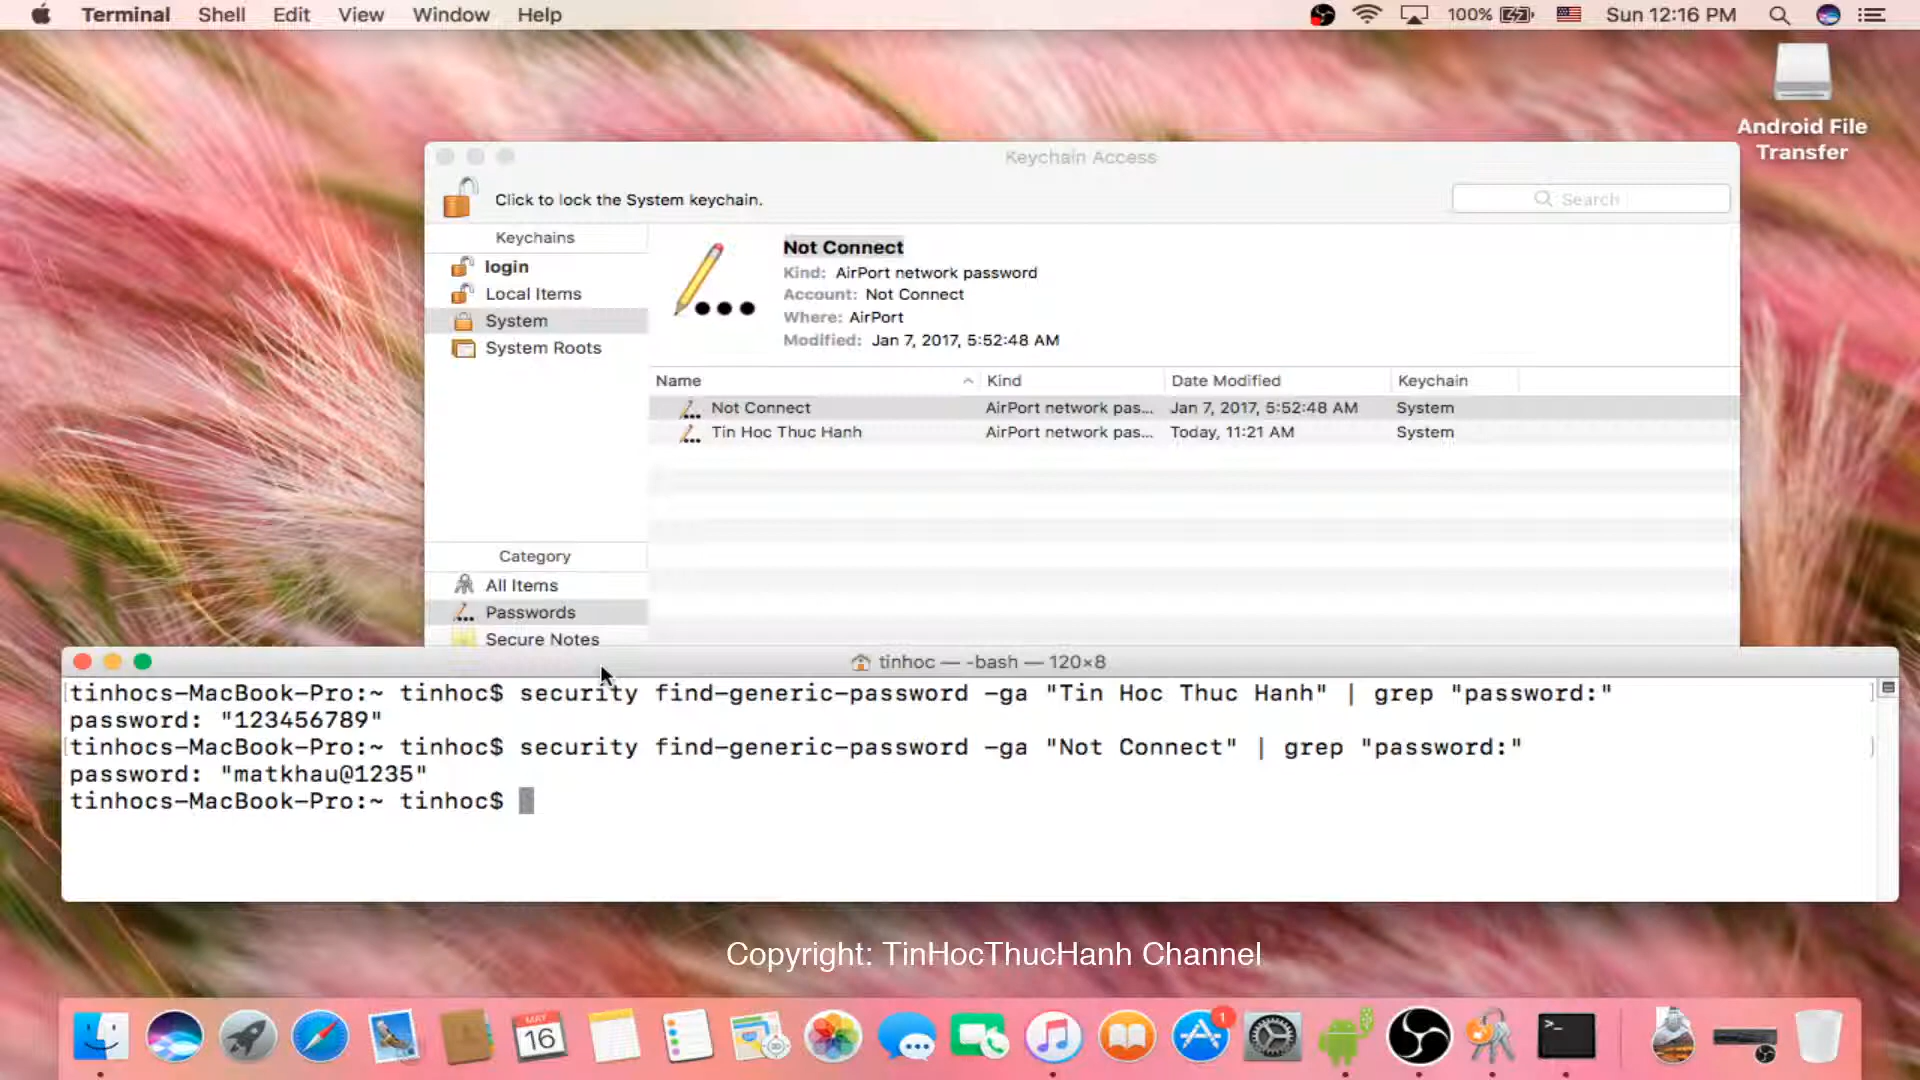 Terminal Shell Edit View Window Help 100% Sun 12:16 PM
Android File
Transfer
Keychain Access
Click to lock the System keychain.
Search
Keychains
login
Local Items
System
System Roots
Not Connect
Kind: AirPort network password
Account: Not Connect
Where: AirPort
Modified: Jan 7, 2017, 5:52:48 AM
Name Kind Date Modified Keychain
Not Connect AirPort network pas... Jan 7, 2017, 5:52:48 AM System
Tin Hoc Thuc Hanh AirPort network pas... Today, 11:21 AM System
Category
All Items
Passwords
Secure Notes
tinhoc — -bash — 120×8
tinhocs-MacBook-Pro:~ tinhoc$ security find-generic-password -ga "Tin Hoc Thuc Hanh" | grep "password:"
password: "123456789"
tinhocs-MacBook-Pro:~ tinhoc$ security find-generic-password -ga "Not Connect" | grep "password:"
password: "matkhau@1235"
tinhocs-MacBook-Pro:~ tinhoc$
Copyright: TinHocThucHanh Channel
MAY
16
1
>_